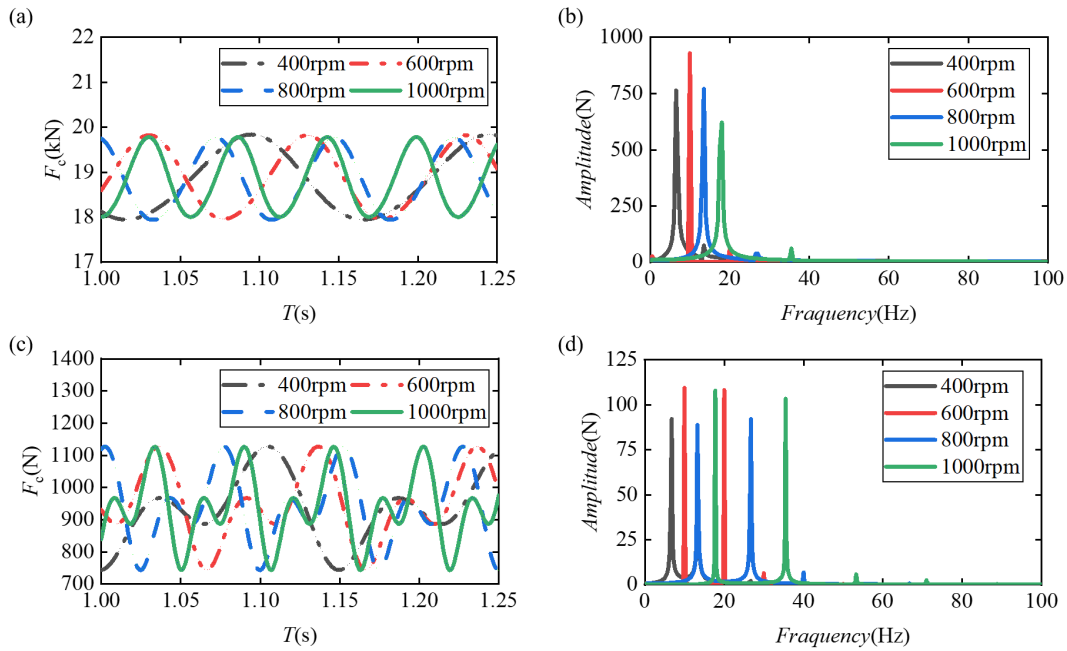 (a)
22
21
20
19
18
17
F_c(kN)
400rpm 600rpm
800rpm 1000rpm
1.00 1.05 1.10 1.15 1.20 1.25
T(s)
(b)
1000
750
500
250
0
Amplitude(N)
400rpm
600rpm
800rpm
1000rpm
0 20 40 60 80 100
Fraquency(Hz)
(c)
1400
1300
1200
1100
1000
900
800
700
F_c(N)
400rpm 600rpm
800rpm 1000rpm
1.00 1.05 1.10 1.15 1.20 1.25
T(s)
(d)
125
100
75
50
25
0
Amplitude(N)
400rpm
600rpm
800rpm
1000rpm
0 20 40 60 80 100
Fraquency(Hz)